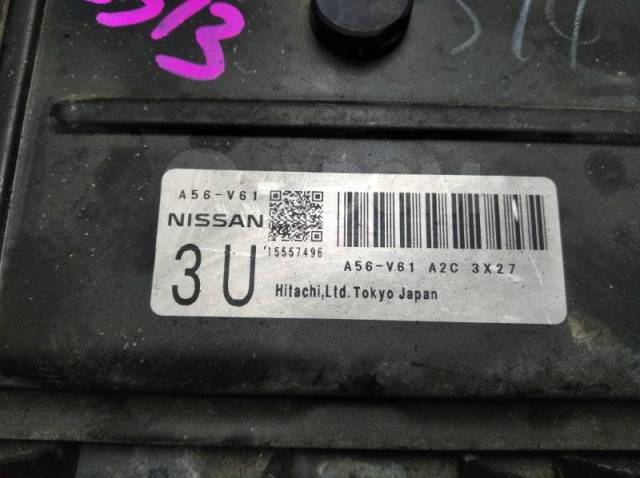 A56-V61
NISSAN
'15557496
3U
A56-V61 A2C 3X27
Hitachi,Ltd. Tokyo Japan